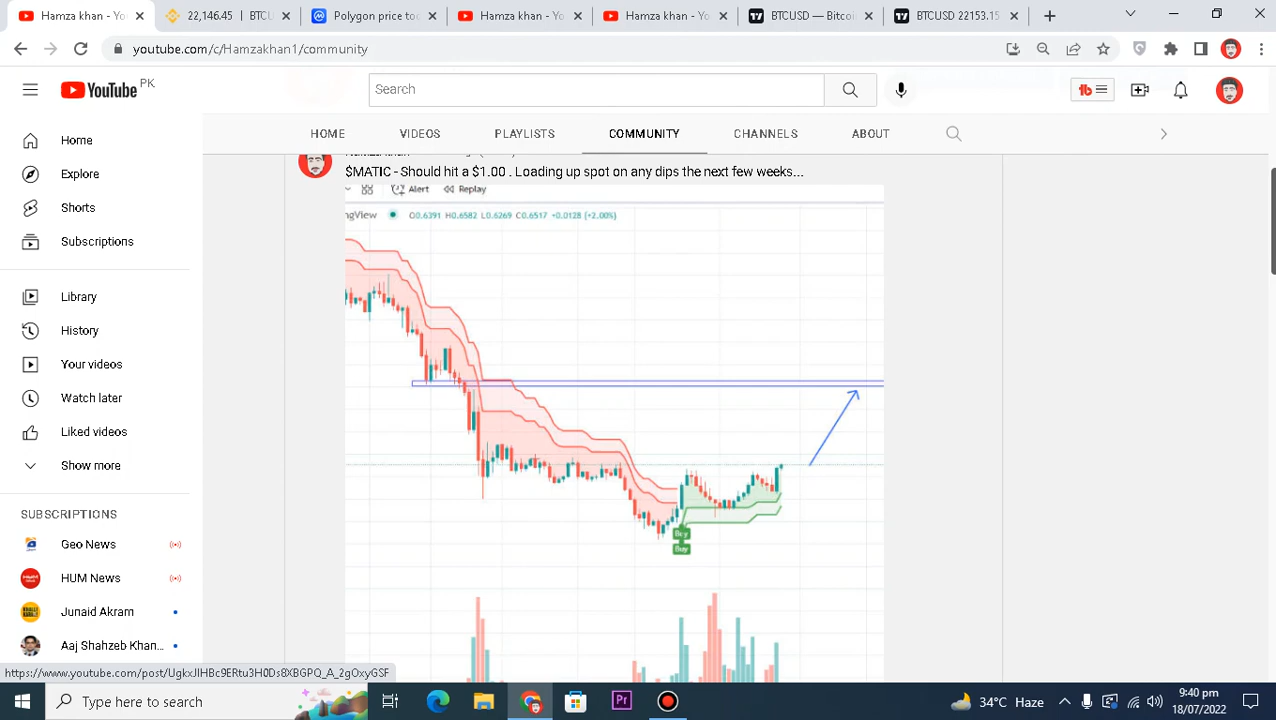 Hamza khan - Yo
22,146.45 | BTCU
Polygon price to
Hamza khan - Yo
Hamza khan - Yo
BTCUSD — Bitcoi
BTCUSD 22153.15
youtube.com/c/Hamzakhan1/community
YouTube PK
Search
HOME
VIDEOS
PLAYLISTS
COMMUNITY
CHANNELS
ABOUT
Home
Explore
Shorts
Subscriptions
Library
History
Your videos
Watch later
Liked videos
Show more
SUBSCRIPTIONS
Geo News
HUM News
Junaid Akram
Aaj Shahzeb Khan...
$MATIC - Should hit a $1.00 . Loading up spot on any dips the next few weeks...
Alert
Replay
ngView
O0.6391 H0.6582 L0.6269 C0.6517 +0.0128 (+2.00%)
Buy
Buy
Type here to search
Pr
34°C Haze
9:40 pm
18/07/2022